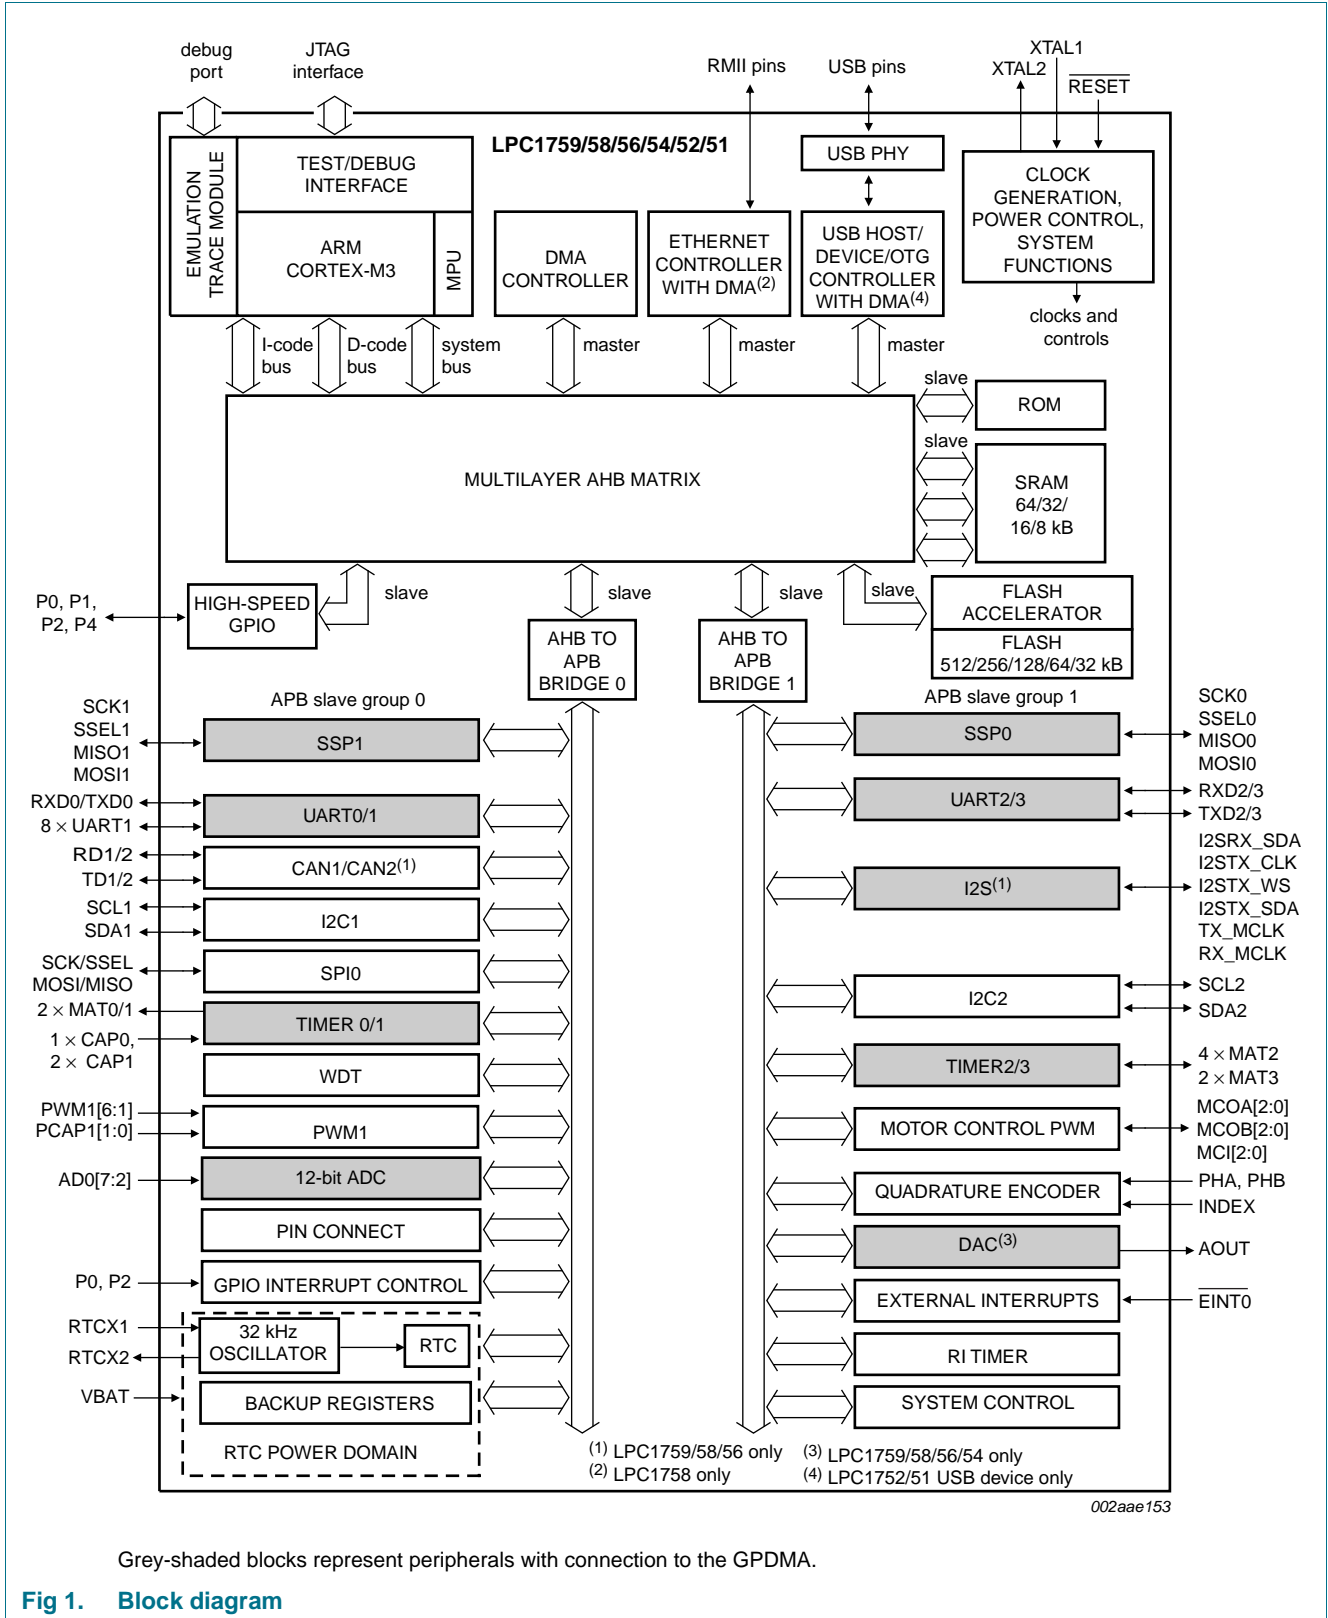 debug
port
JTAG
interface
RMII pins
USB pins
XTAL1
XTAL2
RESET
LPC1759/58/56/54/52/51
EMULATION
TRACE MODULE
TEST/DEBUG
INTERFACE
ARM
CORTEX-M3
MPU
DMA
CONTROLLER
ETHERNET
CONTROLLER
WITH DMA(2)
USB PHY
USB HOST/
DEVICE/OTG
CONTROLLER
WITH DMA(4)
CLOCK
GENERATION,
POWER CONTROL,
SYSTEM
FUNCTIONS
clocks and
controls
I-code
bus
D-code
bus
system
bus
master
master
master
MULTILAYER AHB MATRIX
slave
ROM
slave
SRAM
64/32/
16/8 kB
P0, P1,
P2, P4
HIGH-SPEED
GPIO
slave
slave
slave
slave
AHB TO
APB
BRIDGE 0
AHB TO
APB
BRIDGE 1
FLASH
ACCELERATOR
FLASH
512/256/128/64/32 kB
APB slave group 0
SCK1
SSEL1
MISO1
MOSI1
SSP1
RXD0/TXD0
8 × UART1
UART0/1
RD1/2
TD1/2
CAN1/CAN2(1)
SCL1
SDA1
I2C1
SCK/SSEL
MOSI/MISO
SPI0
2 × MAT0/1
1 × CAP0,
2 × CAP1
TIMER 0/1
WDT
PWM1[6:1]
PCAP1[1:0]
PWM1
AD0[7:2]
12-bit ADC
PIN CONNECT
P0, P2
GPIO INTERRUPT CONTROL
RTCX1
RTCX2
32 kHz
OSCILLATOR
RTC
VBAT
BACKUP REGISTERS
RTC POWER DOMAIN
APB slave group 1
SSP0
SCK0
SSEL0
MISO0
MOSI0
UART2/3
RXD2/3
TXD2/3
I2S(1)
I2SRX_SDA
I2STX_CLK
I2STX_WS
I2STX_SDA
TX_MCLK
RX_MCLK
I2C2
SCL2
SDA2
TIMER2/3
4 × MAT2
2 × MAT3
MOTOR CONTROL PWM
MCOA[2:0]
MCOB[2:0]
MCI[2:0]
QUADRATURE ENCODER
PHA, PHB
INDEX
DAC(3)
AOUT
EXTERNAL INTERRUPTS
EINT0
RI TIMER
SYSTEM CONTROL
(1) LPC1759/58/56 only
(2) LPC1758 only
(3) LPC1759/58/56/54 only
(4) LPC1752/51 USB device only
002aae153
Grey-shaded blocks represent peripherals with connection to the GPDMA.
Fig 1. Block diagram